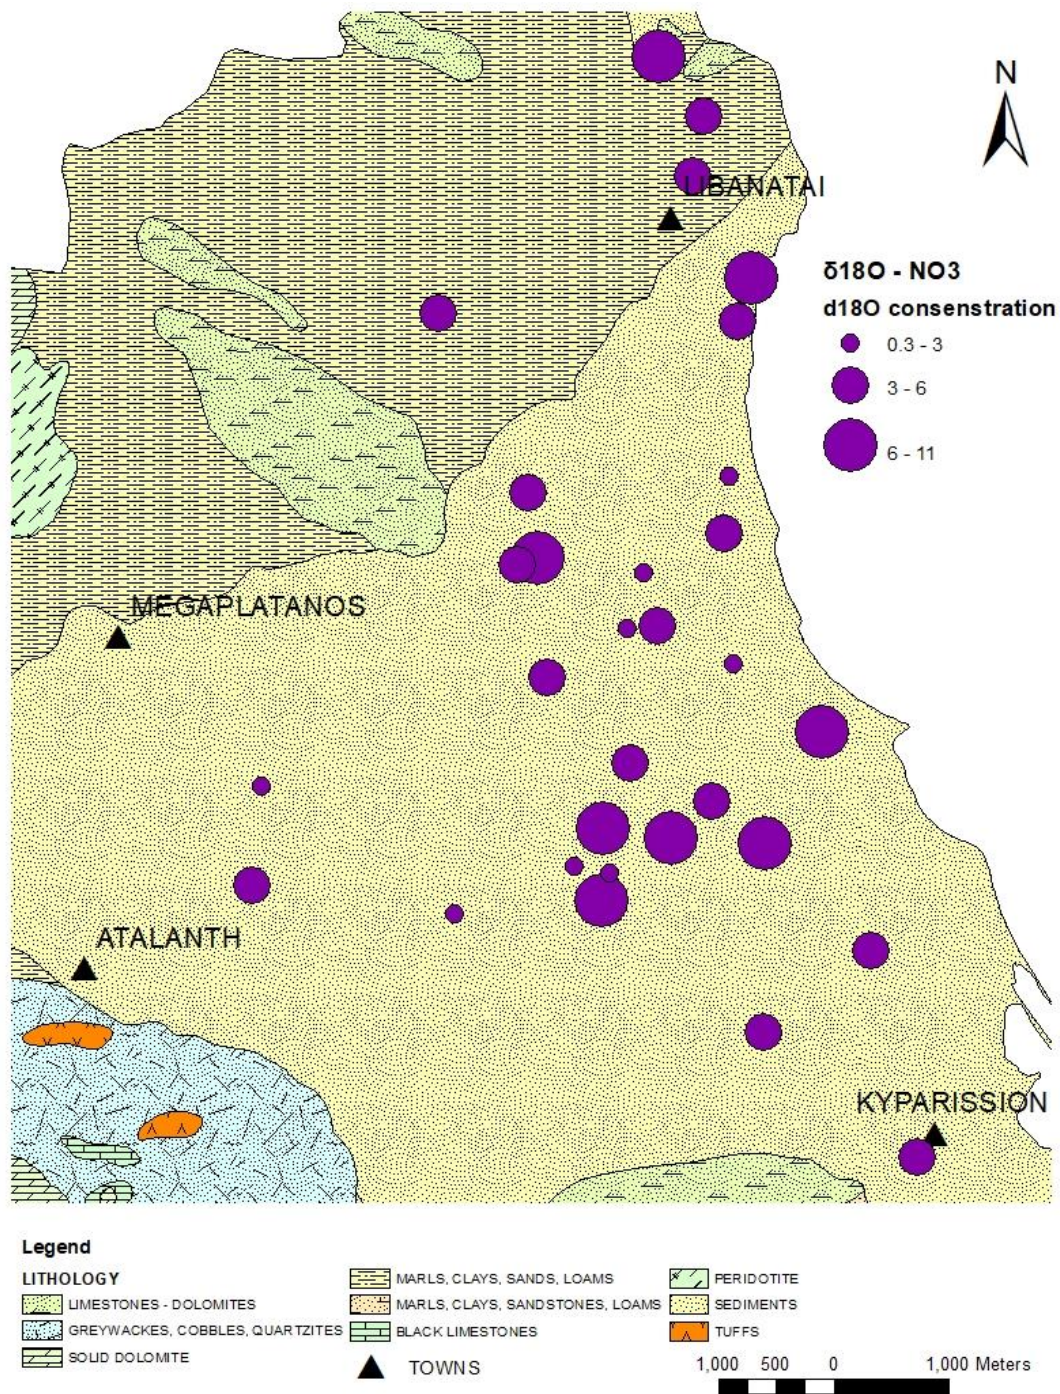 N
LIBANATAI
δ18O - NO3
d18O consenstration
0.3 - 3
3 - 6
6 - 11
MEGAPLATANOS
ATALANTH
KYPARISSION
Legend
LITHOLOGY
LIMESTONES - DOLOMITES
GREYWACKES, COBBLES, QUARTZITES
SOLID DOLOMITE
MARLS, CLAYS, SANDS, LOAMS
MARLS, CLAYS, SANDSTONES, LOAMS
BLACK LIMESTONES
TOWNS
PERIDOTITE
SEDIMENTS
TUFFS
1,000 500 0 1,000 Meters